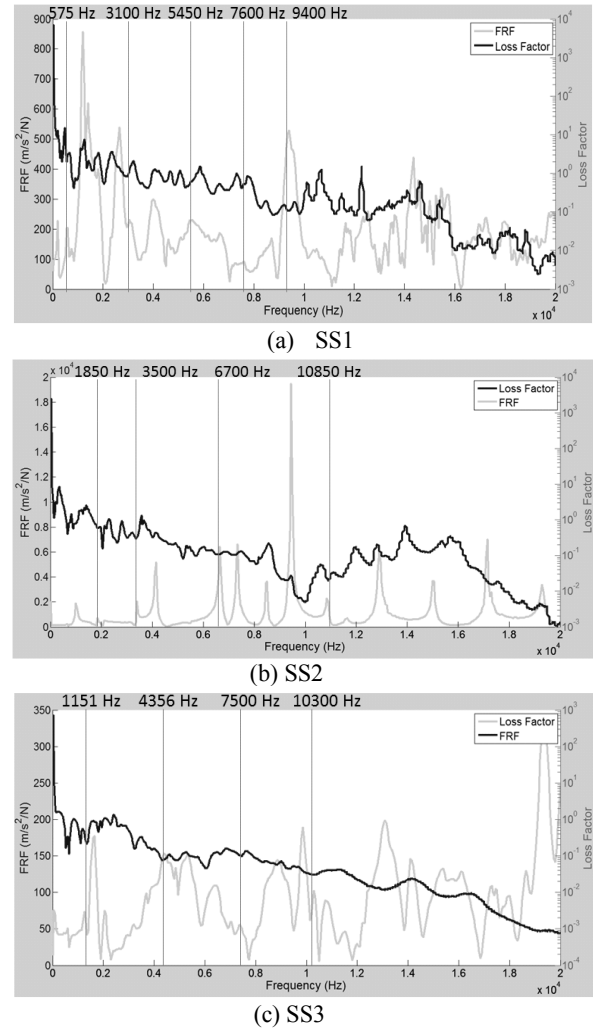 575 Hz 3100 Hz 5450 Hz 7600 Hz 9400 Hz
900
800
700
600
500
400
300
200
100
0
FRF (m/s²/N)
FRF
Loss Factor
10⁴
10³
10²
10¹
10⁰
10⁻¹
10⁻²
10⁻³
Loss Factor
0 0.2 0.4 0.6 0.8 1 1.2 1.4 1.6 1.8 2
Frequency (Hz)
x 10⁴
(a) SS1
x 10⁴
1850 Hz 3500 Hz 6700 Hz 10850 Hz
2
1.8
1.6
1.4
1.2
1
0.8
0.6
0.4
0.2
0
FRF (m/s²/N)
Loss Factor
FRF
10⁴
10³
10²
10¹
10⁰
10⁻¹
10⁻²
10⁻³
Loss Factor
0 0.2 0.4 0.6 0.8 1 1.2 1.4 1.6 1.8 2
Frequency (Hz)
x 10⁴
(b) SS2
1151 Hz 4356 Hz 7500 Hz 10300 Hz
350
300
250
200
150
100
50
0
FRF (m/s²/N)
Loss Factor
FRF
10³
10²
10¹
10⁰
10⁻¹
10⁻²
10⁻³
10⁻⁴
Loss Factor
0 0.2 0.4 0.6 0.8 1 1.2 1.4 1.6 1.8 2
Frequency (Hz)
x 10⁴
(c) SS3